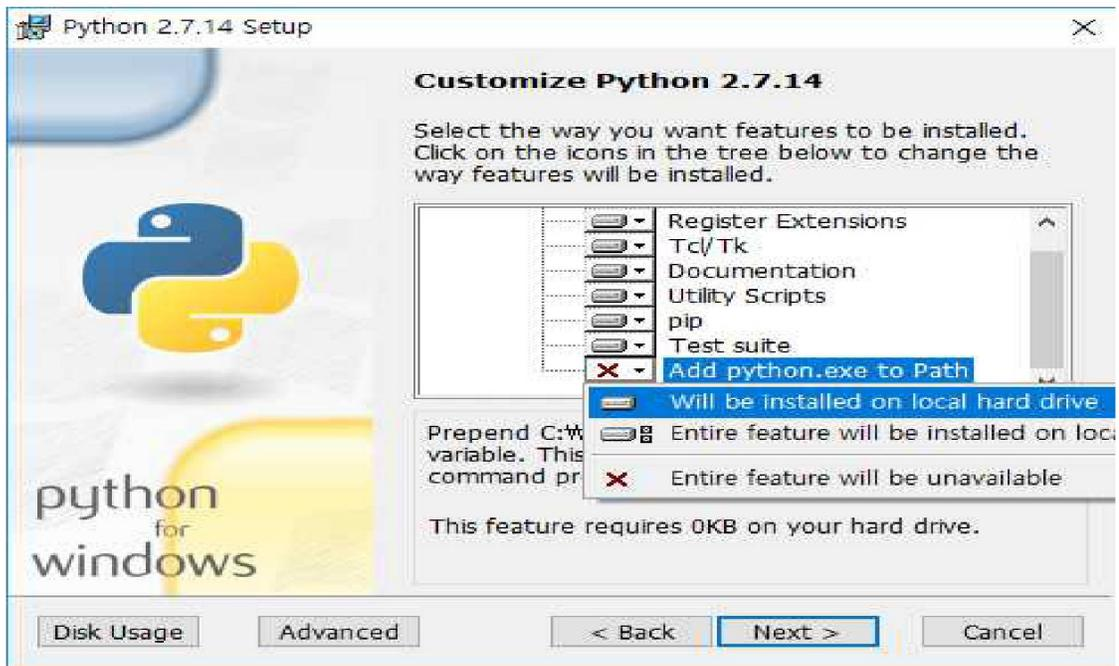 Python 2.7.14 Setup
Customize Python 2.7.14
Select the way you want features to be installed.
Click on the icons in the tree below to change the
way features will be installed.
Register Extensions
Tcl/Tk
Documentation
Utility Scripts
pip
Test suite
Add python.exe to Path
Will be installed on local hard drive
Entire feature will be installed on loc
Entire feature will be unavailable
Prepend C:₩
variable. This
command pr
This feature requires 0KB on your hard drive.
python
for
windows
Disk Usage
Advanced
< Back
Next >
Cancel